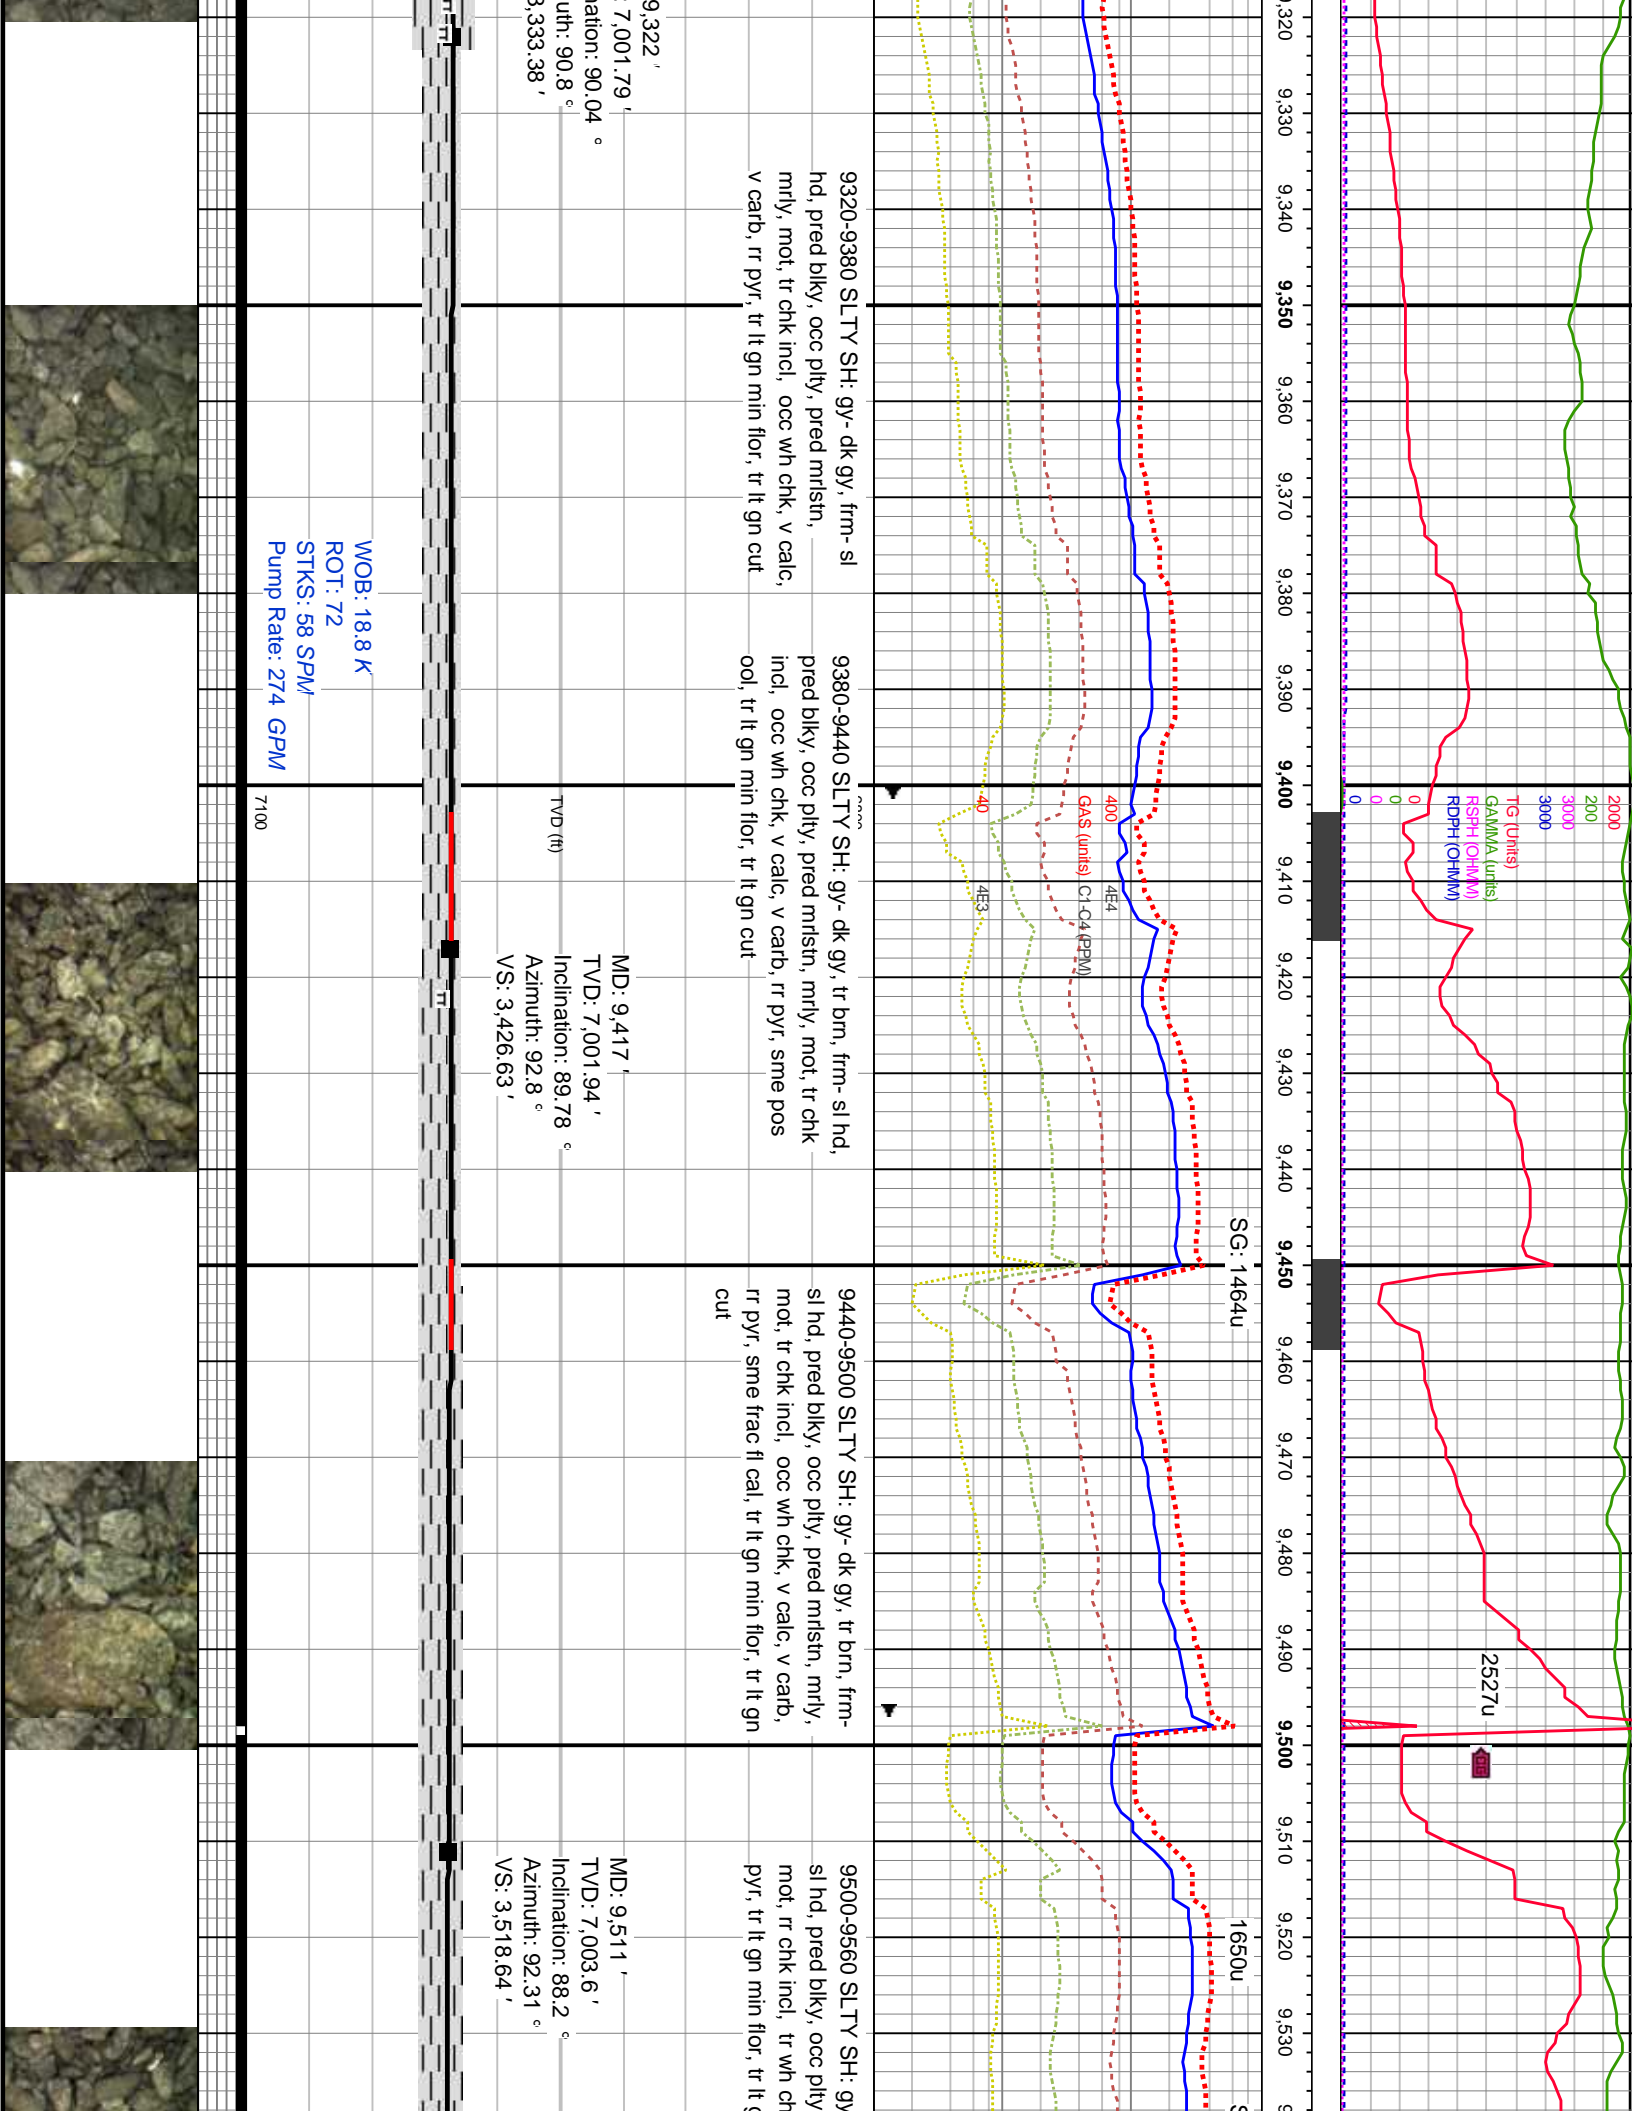 9,320
9,330
9,340
9,350
9,360
9,370
9,380
9,390
9,400
9,410
9,420
9,430
9,440
9,450
9,460
9,470
9,480
9,490
9,500
9,510
9,520
9,530
2000
200
3000
3000
TG (Units)
GAMMA (units)
RSPH (OHMM)
RDPH (OHMM)
0
0
0
0
2527u
SG: 1464u
1650u
400
4E4
GAS (units)
C1-C4 (PPM)
40
4E3
9320-9380 SLTY SH: gy- dk gy, frm- sl
hd, pred blky, occ plty, pred mrlstn,
mrly, mot, tr chk incl, occ wh chk, v calc,
v carb, rr pyr, tr lt gn min flor, tr lt gn cut
9380-9440 SLTY SH: gy- dk gy, tr brn, frm- sl hd,
pred blky, occ plty, pred mrlstn, mrly, mot, tr chk
incl, occ wh chk, v calc, v carb, rr pyr, sme pos
ool, tr lt gn min flor, tr lt gn cut
9440-9500 SLTY SH: gy- dk gy, tr brn, frm-
sl hd, pred blky, occ plty, pred mrlstn, mrly,
mot, tr chk incl, occ wh chk, v calc, v carb,
rr pyr, sme frac fl cal, tr lt gn min flor, tr lt gn
cut
9500-9560 SLTY SH: gy
sl hd, pred blky, occ plty
mot, rr chk incl, tr wh ch
pyr, tr lt gn min flor, tr lt g
9,322 '
7,001.79 '
nation: 90.04 °
uth: 90.8 °
3,333.38 '
MD: 9,417 '
TVD: 7,001.94 '
Inclination: 89.78 °
Azimuth: 92.8 °
VS: 3,426.63 '
MD: 9,511 '
TVD: 7,003.6 '
Inclination: 88.2 °
Azimuth: 92.31 °
VS: 3,518.64 '
TVD (ft)
7100
WOB: 18.8 K
ROT: 72
STKS: 58 SPM
Pump Rate: 274 GPM